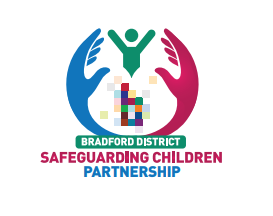 BRADFORD DISTRICT
SAFEGUARDING CHILDREN
PARTNERSHIP